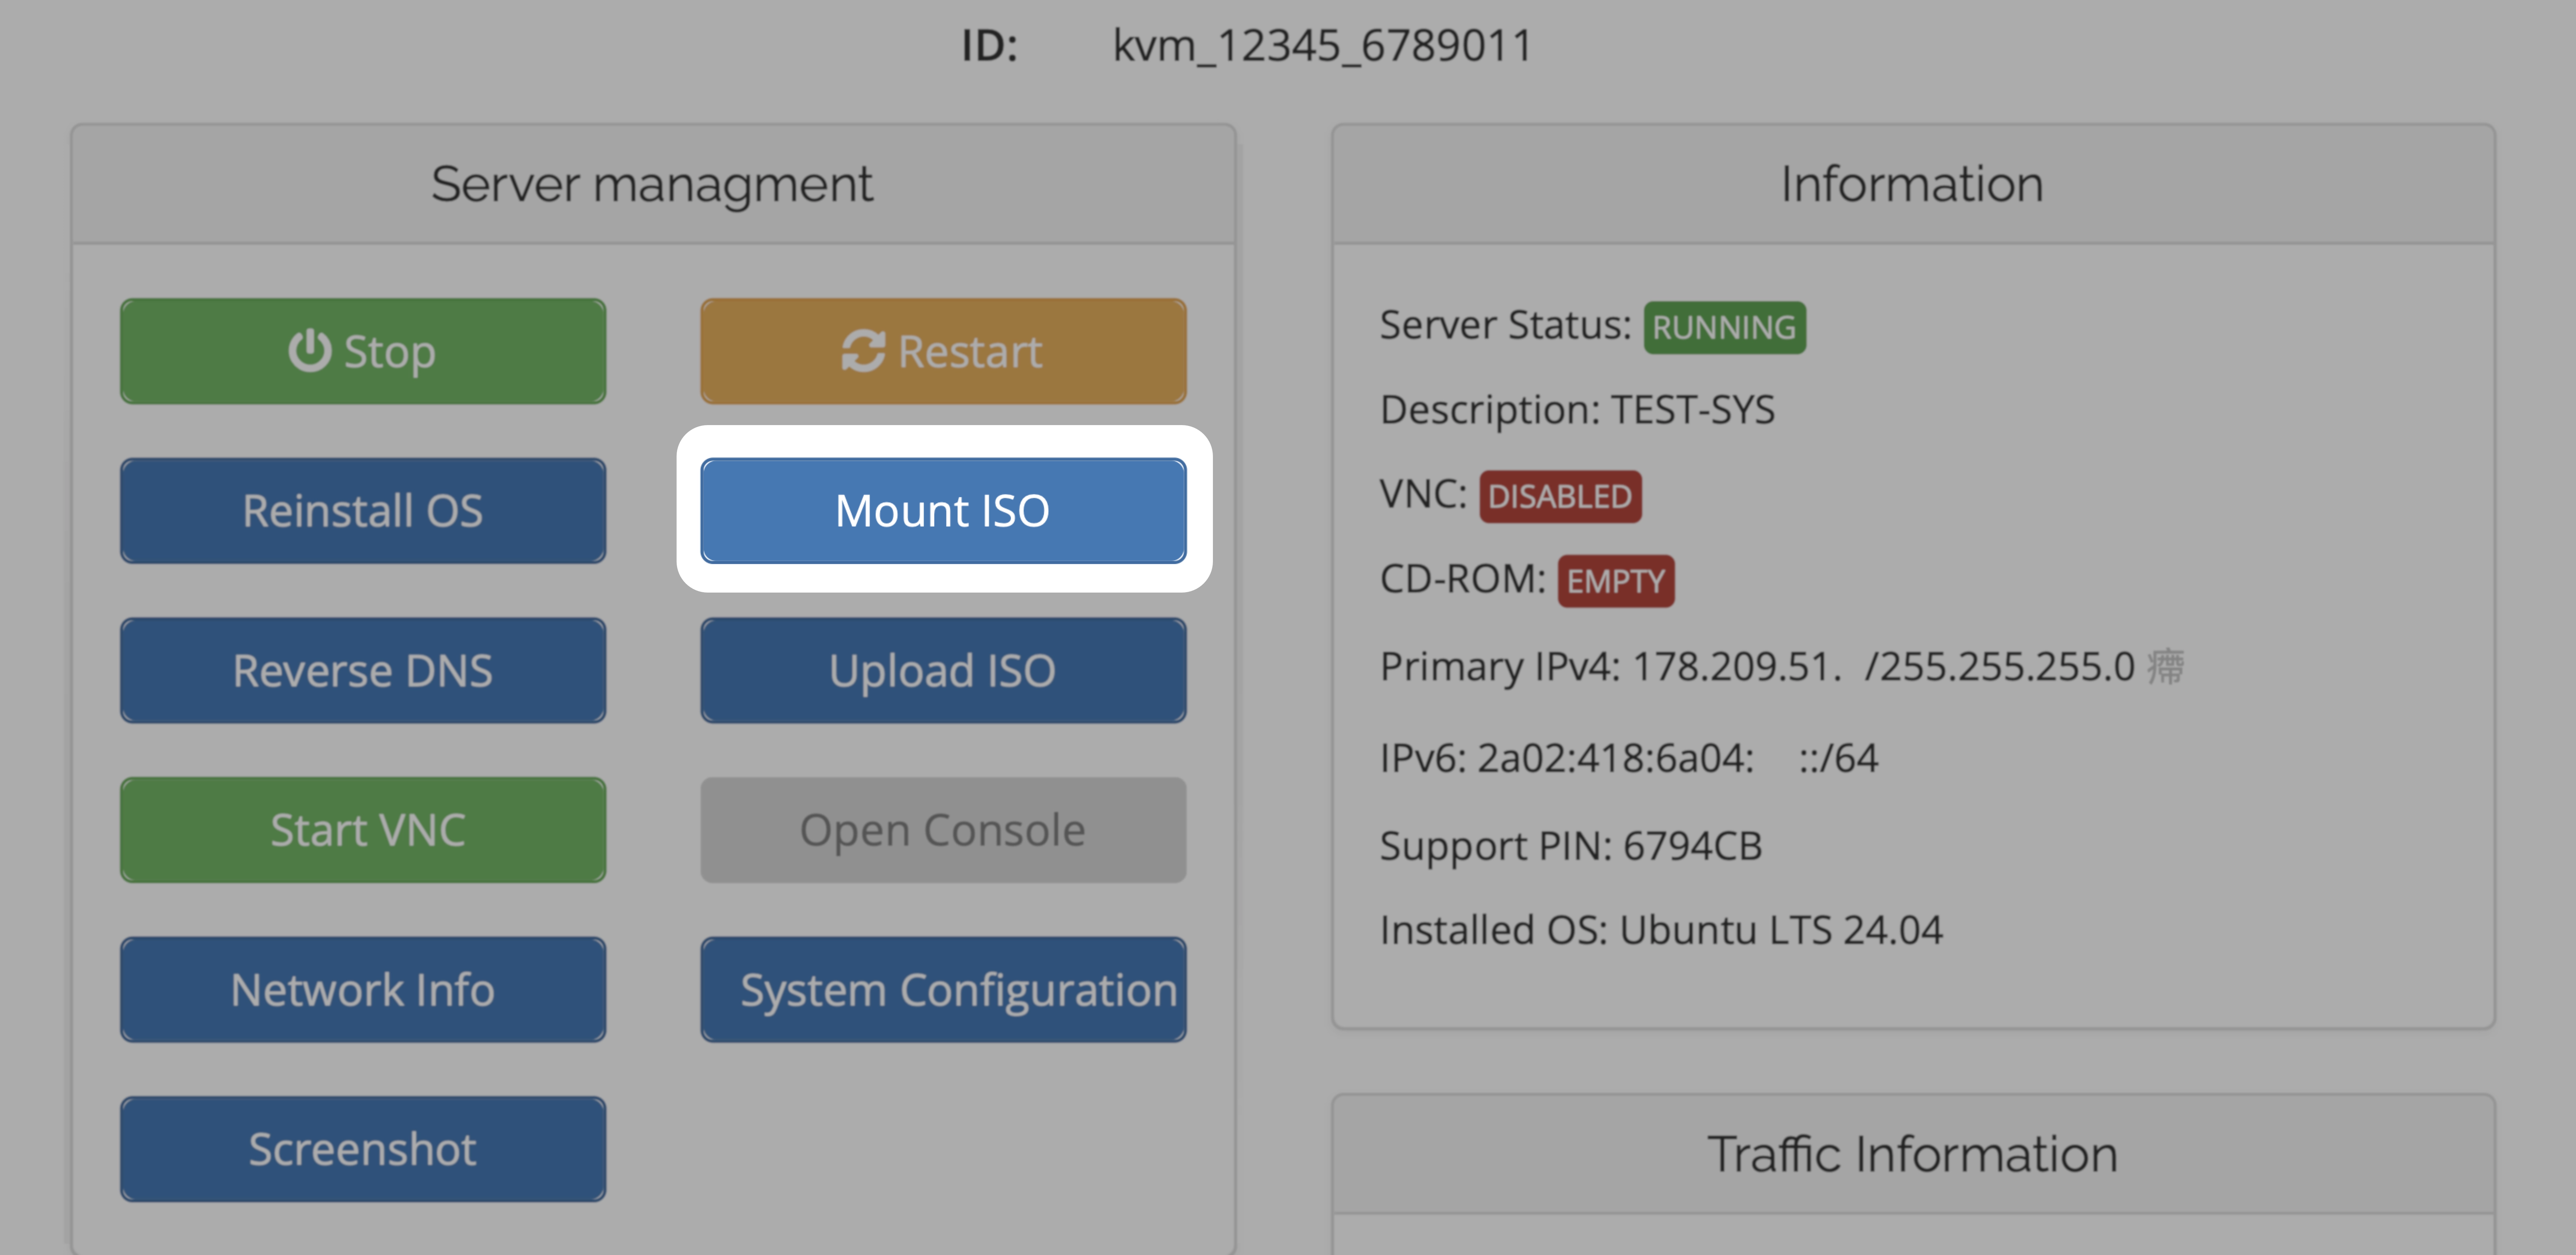 ID: kvm_12345_6789011
Server managment
Stop
Restart
Reinstall OS
Mount ISO
Reverse DNS
Upload ISO
Start VNC
Open Console
Network Info
System Configuration
Screenshot
Information
Server Status: RUNNING
Description: TEST-SYS
VNC: DISABLED
CD-ROM: EMPTY
Primary IPv4: 178.209.51. /255.255.255.0
IPv6: 2a02:418:6a04: ::/64
Support PIN: 6794CB
Installed OS: Ubuntu LTS 24.04
Traffic Information